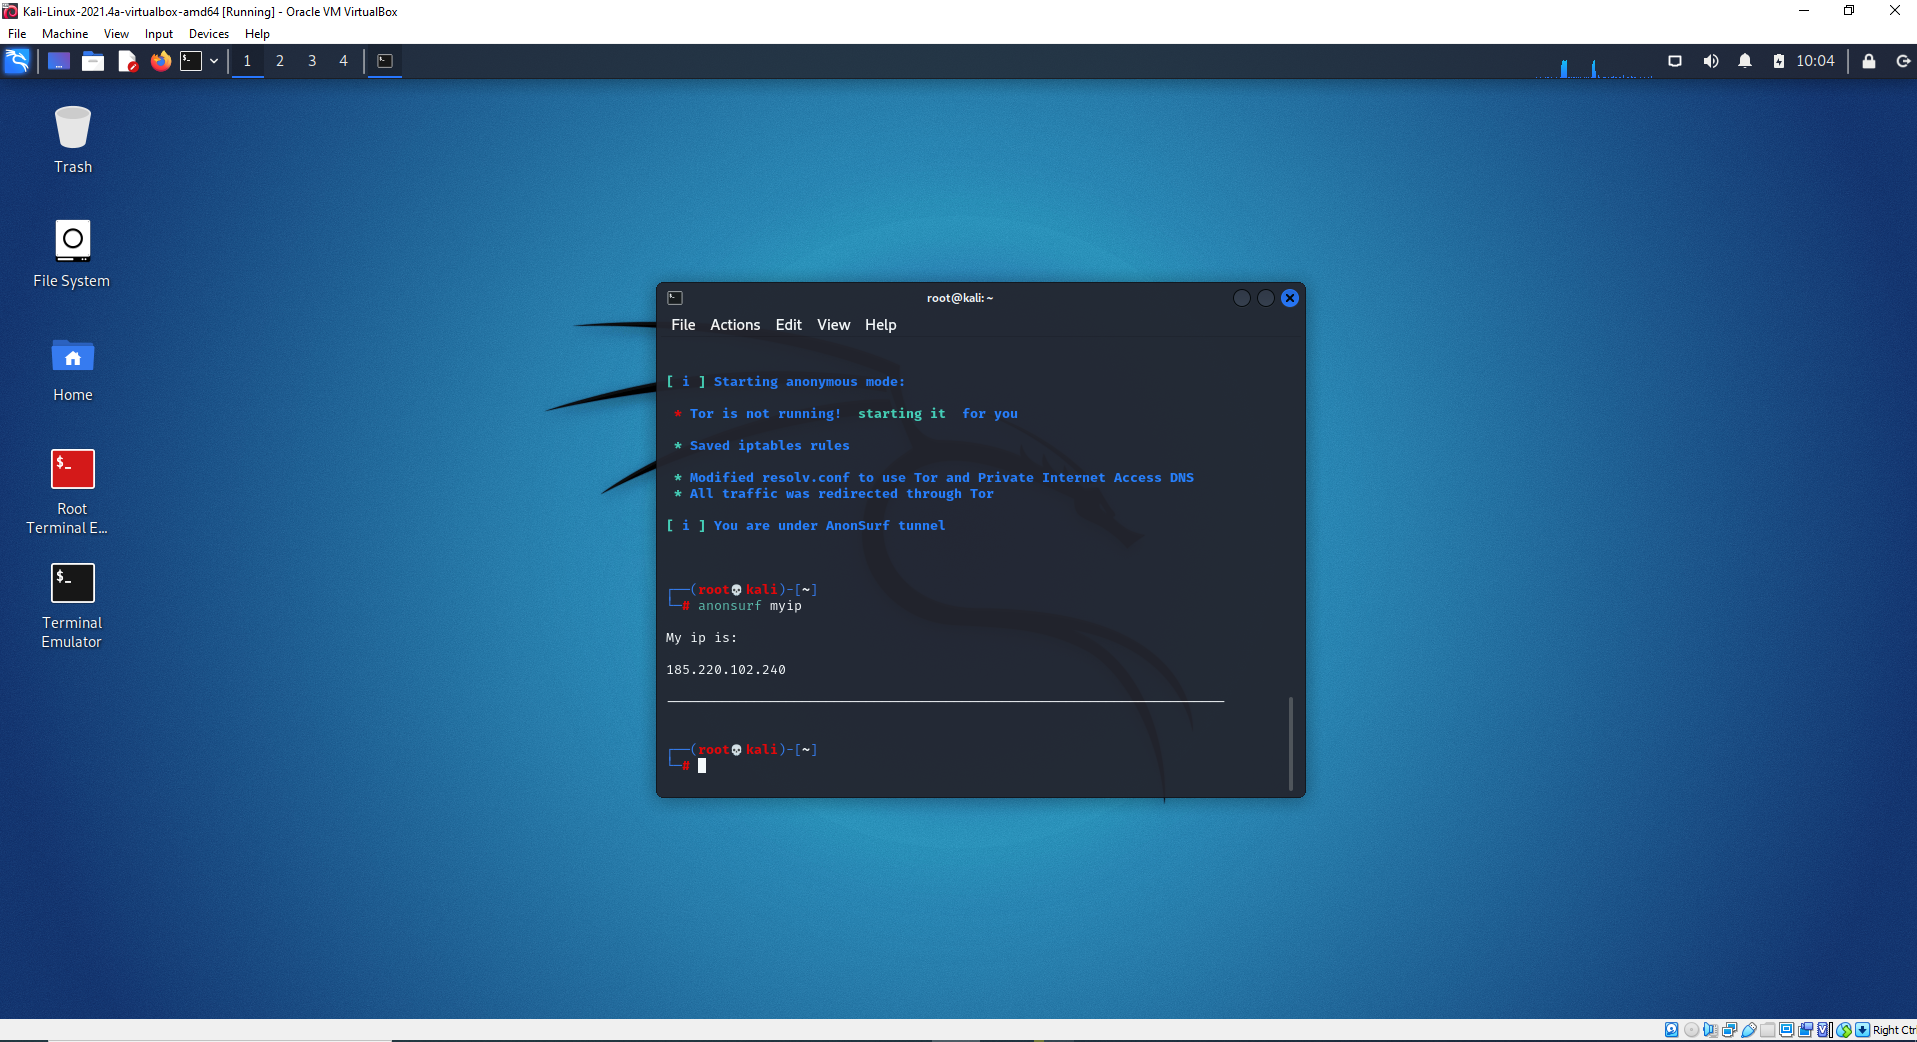 Kali-Linux-2021.4a-virtualbox-amd64 [Running] - Oracle VM VirtualBox
File Machine View Input Devices Help
$_ 1 2 3 4 10:04
Trash
File System
Home
$_
Root
Terminal E...
$_
Terminal
Emulator
root@kali: ~
File Actions Edit View Help
[ i ] Starting anonymous mode:
* Tor is not running! starting it for you
* Saved iptables rules
* Modified resolv.conf to use Tor and Private Internet Access DNS
* All traffic was redirected through Tor
[ i ] You are under AnonSurf tunnel
┌──(root💀kali)-[~]
└─# anonsurf myip
My ip is:
185.220.102.240
┌──(root💀kali)-[~]
└─#
Right Ctr